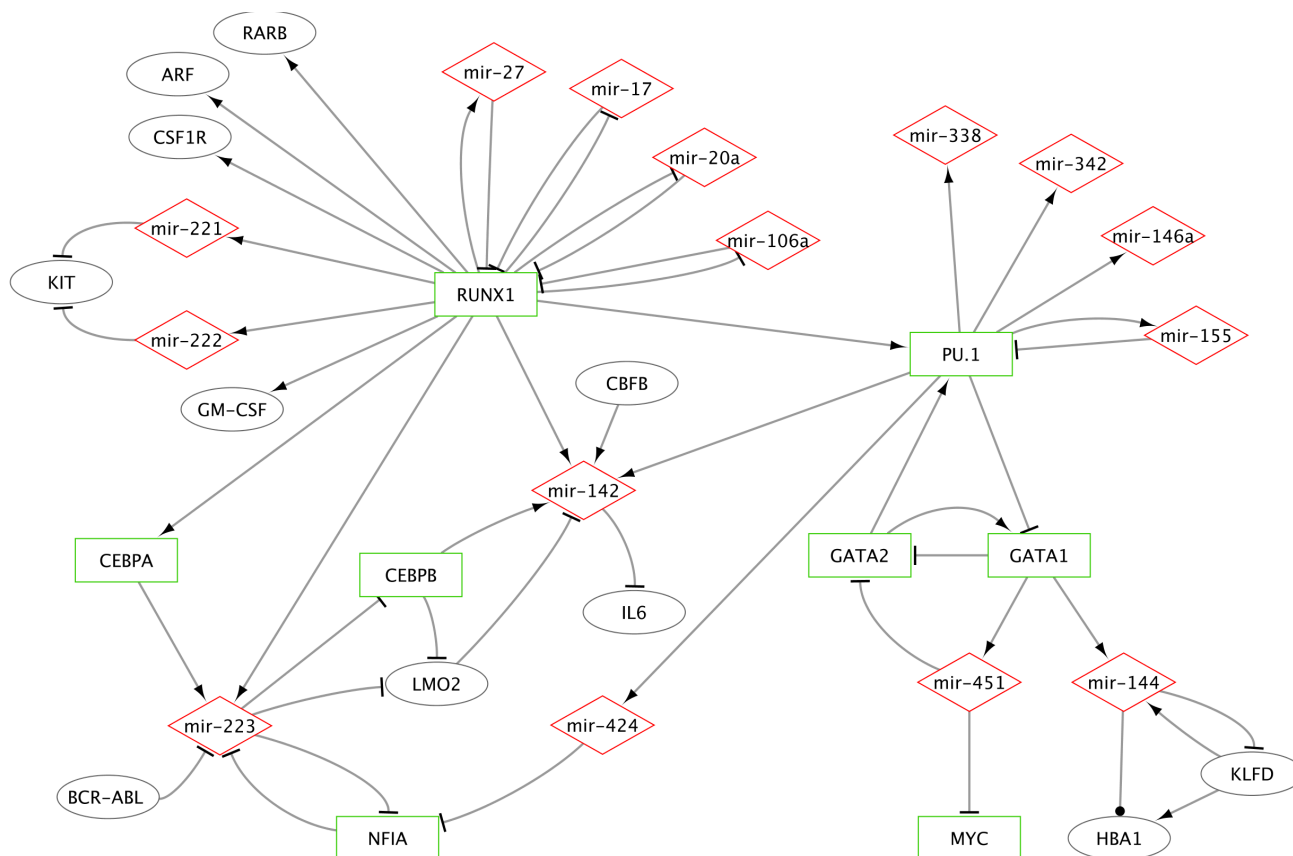 RARB
ARF
mir-27
mir-17
CSF1R
mir-338
mir-20a
mir-342
mir-221
mir-106a
mir-146a
KIT
RUNX1
mir-222
mir-155
PU.1
CBFB
GM-CSF
mir-142
CEBPA
CEBPB
GATA2
GATA1
IL6
LMO2
mir-451
mir-144
mir-223
mir-424
KLFD
BCR-ABL
NFIA
MYC
HBA1